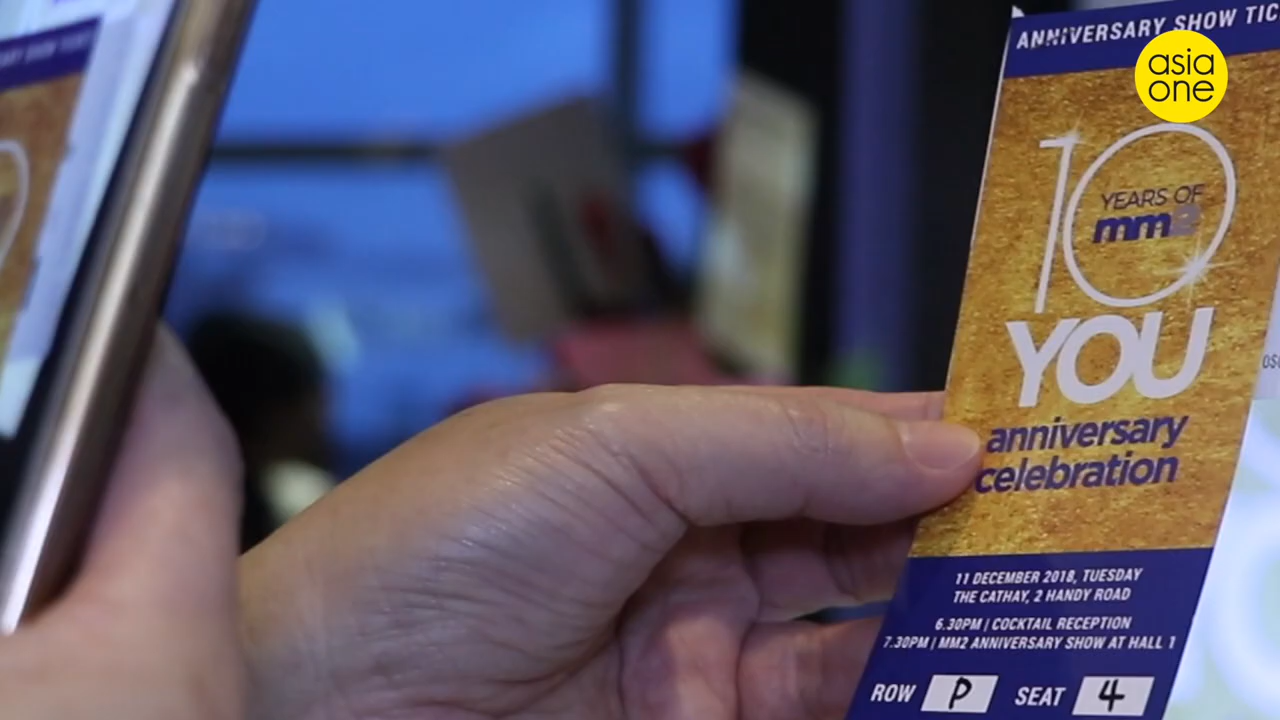 ANNIVERSARY SHOW TIC
asia
one
10
YEARS OF
mm2
YOU
anniversary
celebration
11 DECEMBER 2018, TUESDAY
THE CATHAY, 2 HANDY ROAD
6.30PM | COCKTAIL RECEPTION
7.30PM | MM2 ANNIVERSARY SHOW AT HALL 1
ROW P SEAT 4